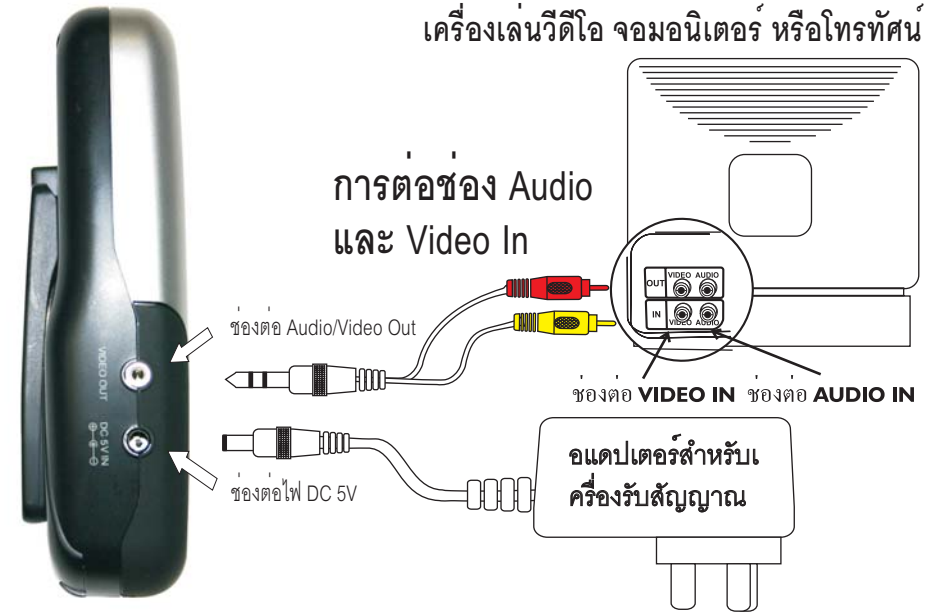 เครื่องเล่นวีดีโอ จอมอนิเตอร์ หรือโทรทัศน์
การต่อช่อง Audio
และ Video In
OUT VIDEO AUDIO
IN VIDEO AUDIO
ช่องต่อ Audio/Video Out
VIDEO OUT
ช่องต่อ VIDEO IN ช่องต่อ AUDIO IN
DC 5V IN
ช่องต่อไฟ DC 5V
อแดปเตอร์สำหรับเ
ครื่องรับสัญญาณ